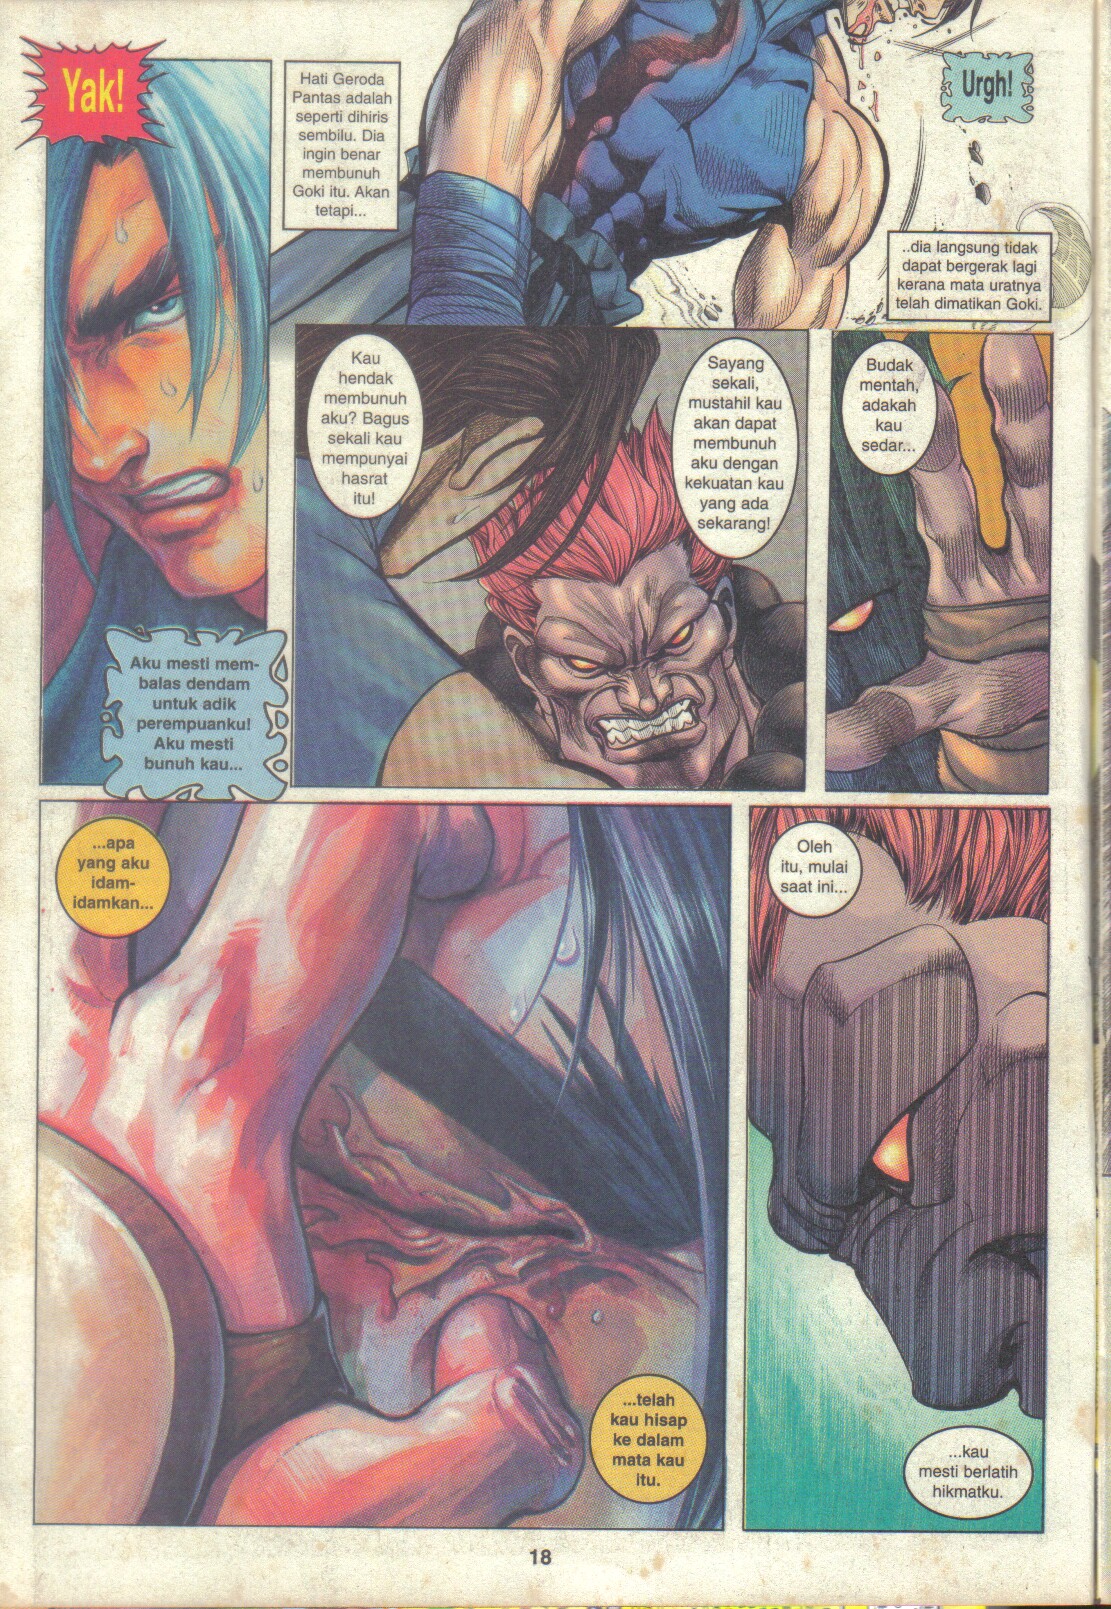 Yak!
Hati Geroda
Pantas adalah
seperti dihiris
sembilu. Dia
ingin benar
membunuh
Goki itu. Akan
tetapi...
Urgh!
..dia langsung tidak
dapat bergerak lagi
kerana mata uratnya
telah dimatikan Goki.
Aku mesti mem-
balas dendam
untuk adik
perempuanku!
Aku mesti
bunuh kau...
Kau
hendak
membunuh
aku? Bagus
sekali kau
mempunyai
hasrat
itu!
Sayang
sekali,
mustahil kau
akan dapat
membunuh
aku dengan
kekuatan kau
yang ada
sekarang!
Budak
mentah,
adakah
kau
sedar...
...apa
yang aku
idam-
idamkan...
...telah
kau hisap
ke dalam
mata kau
itu.
Oleh
itu, mulai
saat ini...
...kau
mesti berlatih
hikmatku.
18